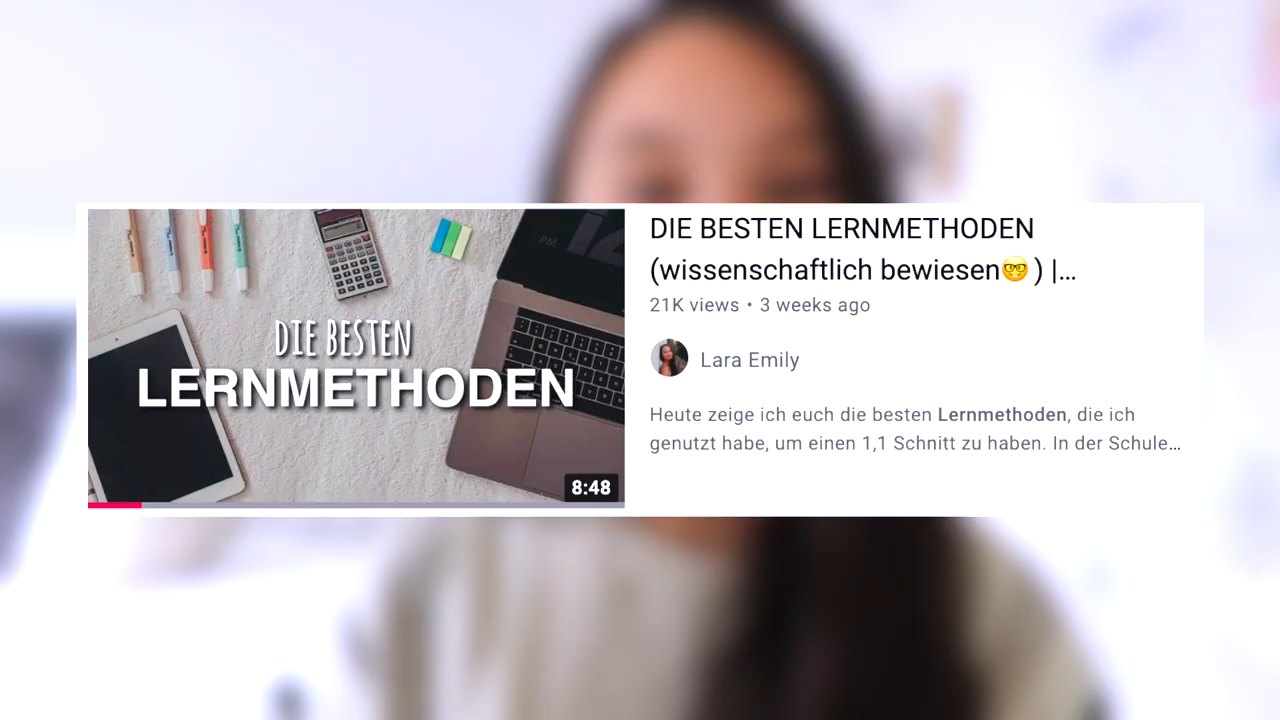 DIE BESTEN
LERNMETHODEN
8:48
DIE BESTEN LERNMETHODEN
(wissenschaftlich bewiesen🤓 ) |...
21K views • 3 weeks ago
Lara Emily
Heute zeige ich euch die besten Lernmethoden, die ich
genutzt habe, um einen 1,1 Schnitt zu haben. In der Schule...